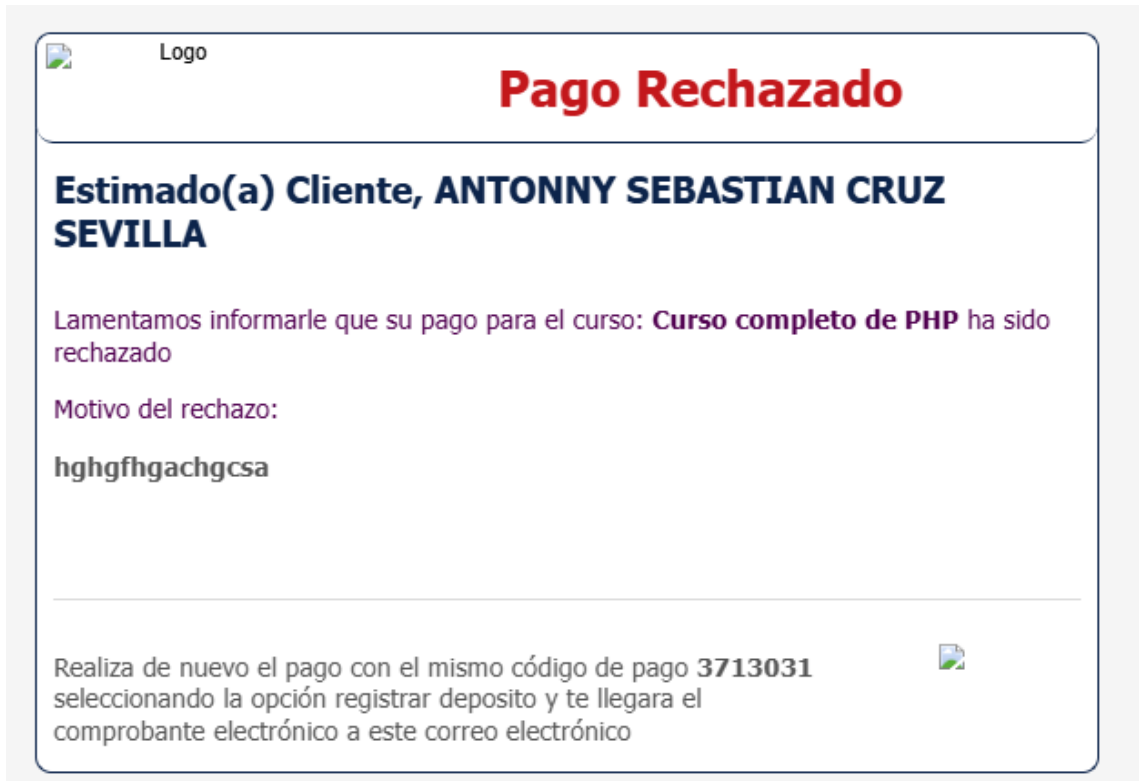 Logo
Pago Rechazado
Estimado(a) Cliente, ANTONNY SEBASTIAN CRUZ
SEVILLA
Lamentamos informarle que su pago para el curso: Curso completo de PHP ha sido
rechazado
Motivo del rechazo:
hghgfhgachgcsa
Realiza de nuevo el pago con el mismo código de pago 3713031
seleccionando la opción registrar deposito y te llegara el
comprobante electrónico a este correo electrónico